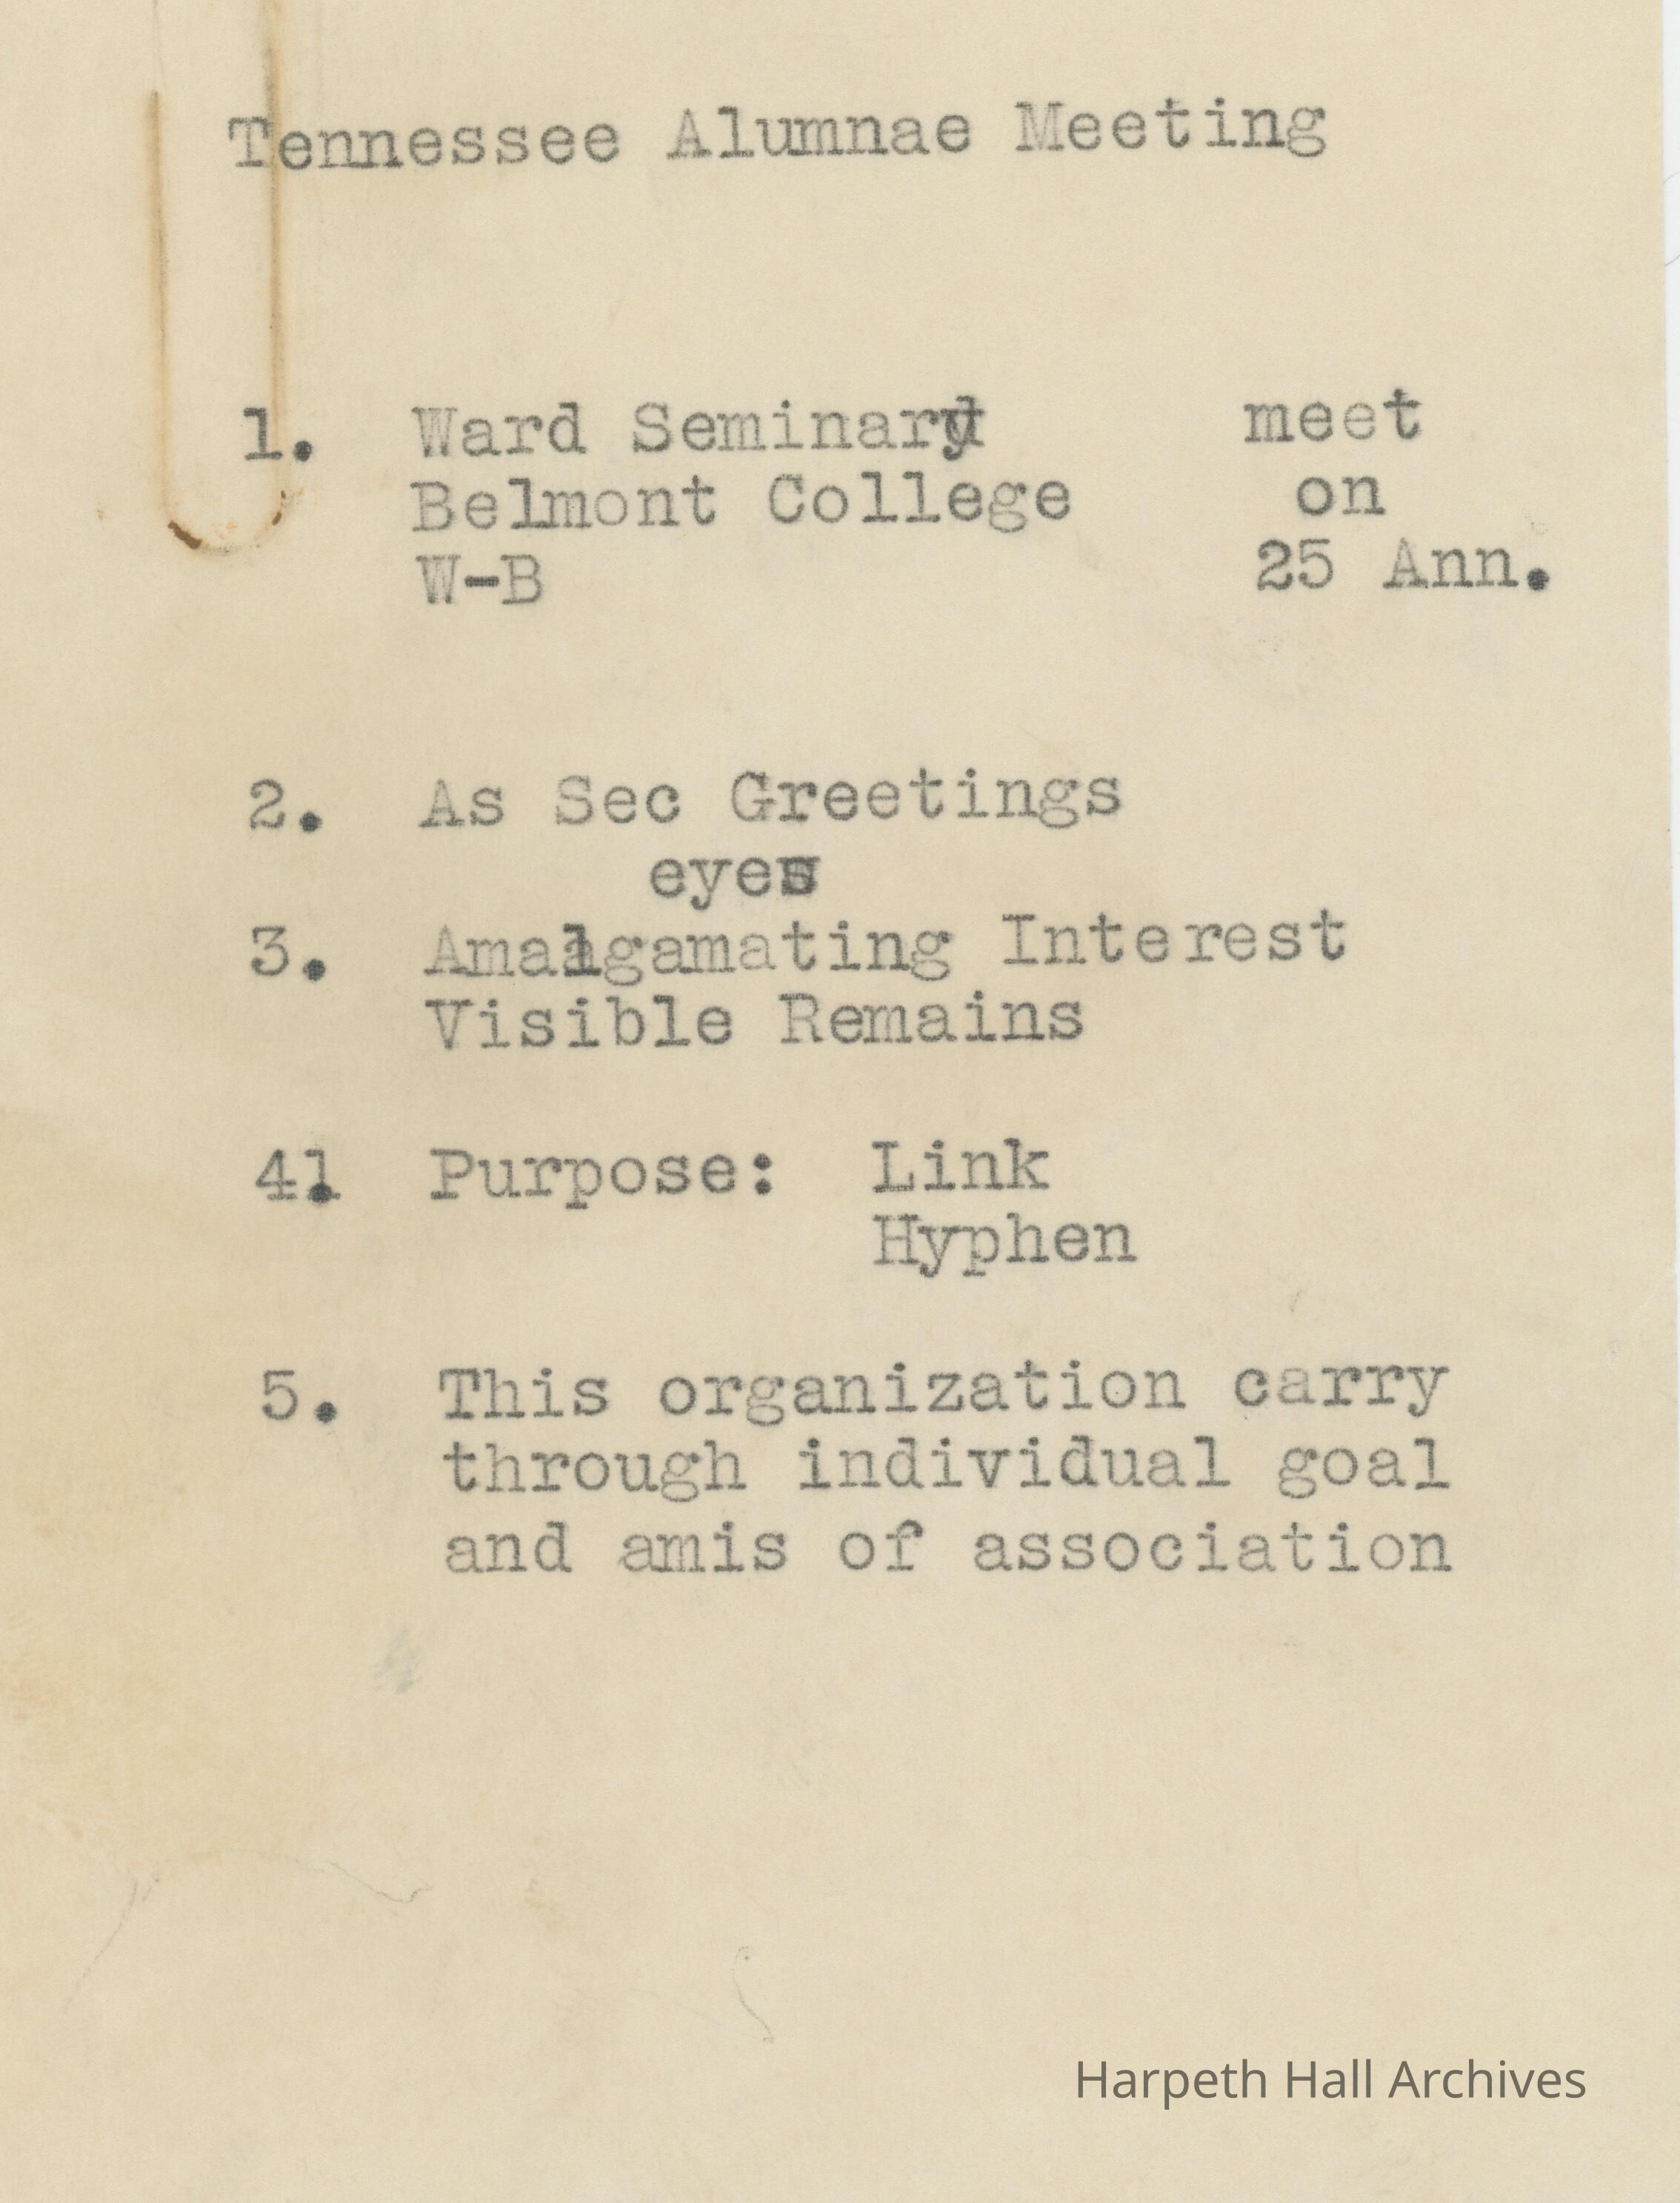 Tennessee Alumnae Meeting
1. Ward Seminary meet
Belmont College on
W-B 25 Ann.
2. As Sec Greetings
eyes
3. Amalgamating Interest
Visible Remains
4. Purpose: Link
Hyphen
5. This organization carry
through individual goal
and amis of association
Harpeth Hall Archives